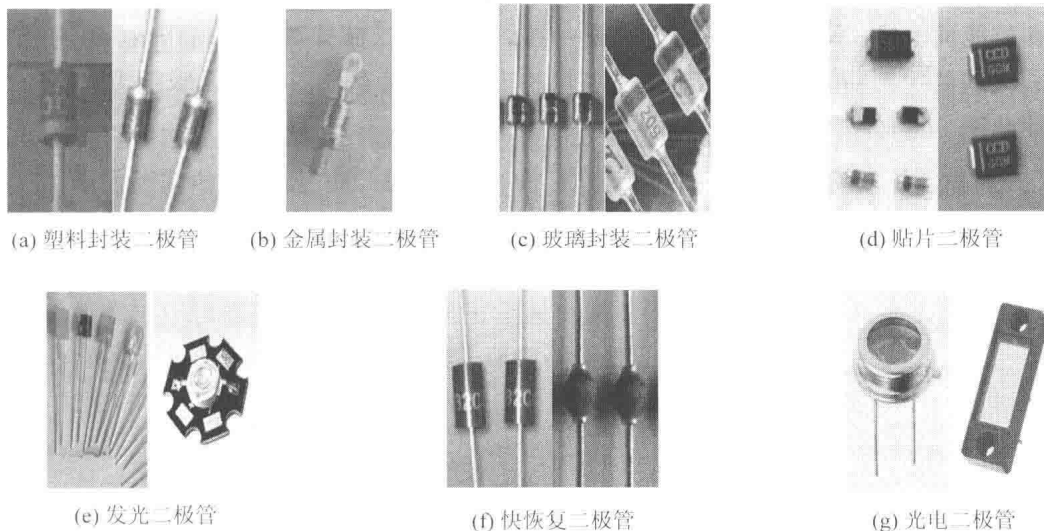 (a) 塑料封装二极管
(b) 金属封装二极管
(c) 玻璃封装二极管
(d) 贴片二极管
(e) 发光二极管
(f) 快恢复二极管
(g) 光电二极管